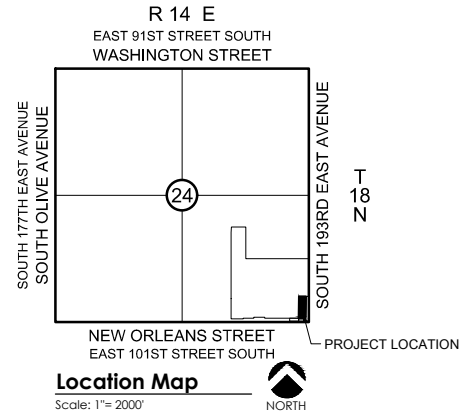 R 14 E
EAST 91ST STREET SOUTH
WASHINGTON STREET
SOUTH 177TH EAST AVENUE
SOUTH OLIVE AVENUE
24
SOUTH 193RD EAST AVENUE
T
18
N
NEW ORLEANS STREET
EAST 101ST STREET SOUTH
PROJECT LOCATION
Location Map
Scale: 1"= 2000'
NORTH